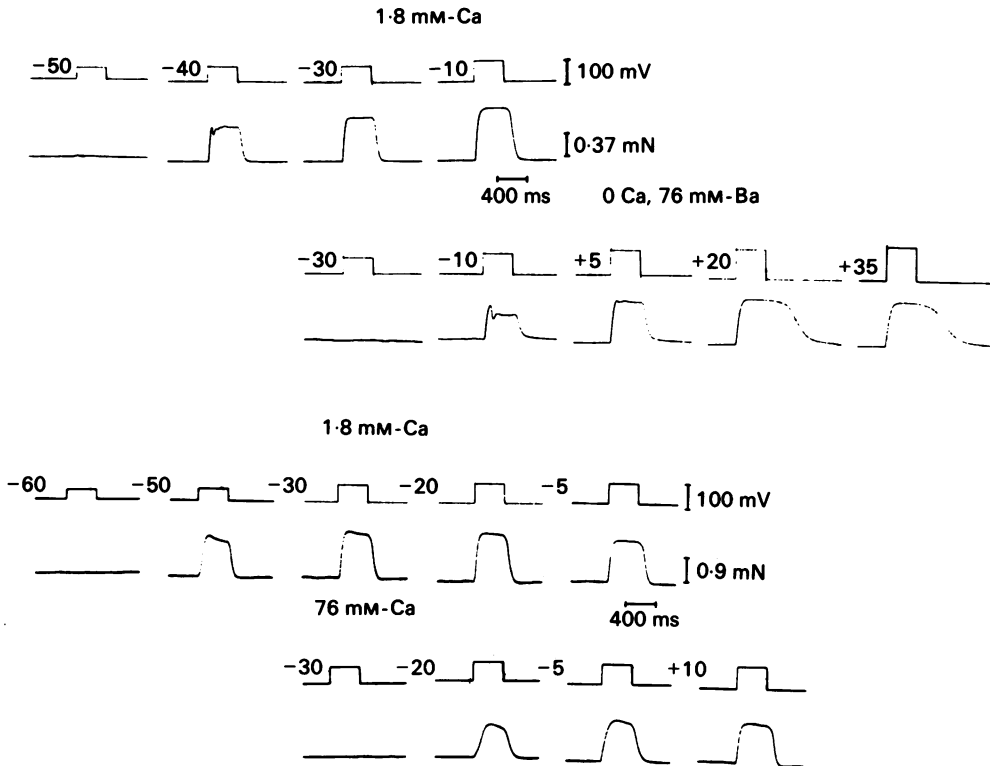 1·8 mM-Ca
−50 −40 −30 −10 100 mV
0·37 mN
400 ms 0 Ca, 76 mM-Ba
−30 −10 +5 +20 +35
1·8 mM-Ca
−60 −50 −30 −20 −5 100 mV
0·9 mN
76 mM-Ca 400 ms
−30 −20 −5 +10